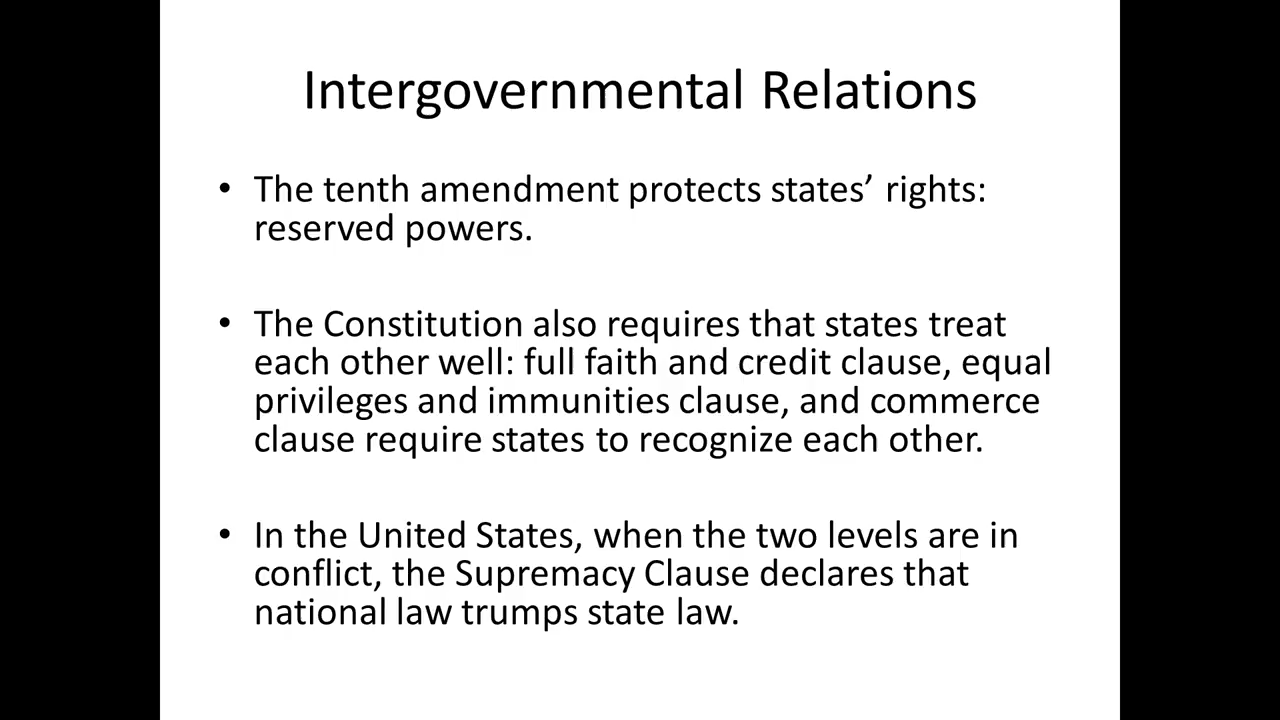 Intergovernmental Relations
• The tenth amendment protects states’ rights:
reserved powers.
• The Constitution also requires that states treat
each other well: full faith and credit clause, equal
privileges and immunities clause, and commerce
clause require states to recognize each other.
• In the United States, when the two levels are in
conflict, the Supremacy Clause declares that
national law trumps state law.